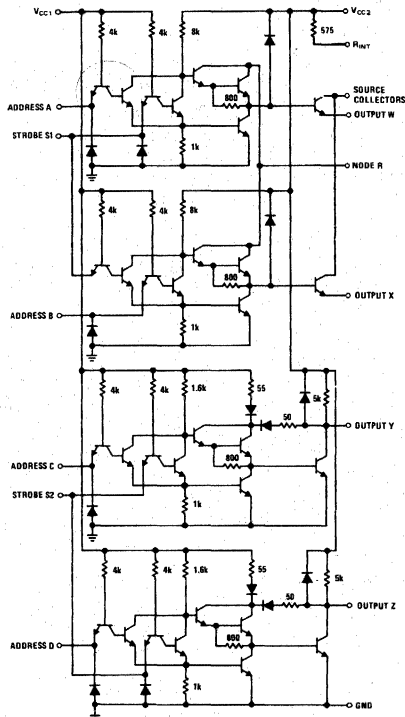 VCC1 VCC2
4k 4k 8k 575
RINT
SOURCE
COLLECTORS
ADDRESS A
800
OUTPUT W
STROBE S1
1k
NODE R
4k 4k 8k
800
OUTPUT X
ADDRESS B
1k
4k 4k 1.6k 55 5k
50
OUTPUT Y
800
ADDRESS C
STROBE S2
1k
4k 4k 1.6k 55 5k
50
OUTPUT Z
600
ADDRESS D
1k
GND